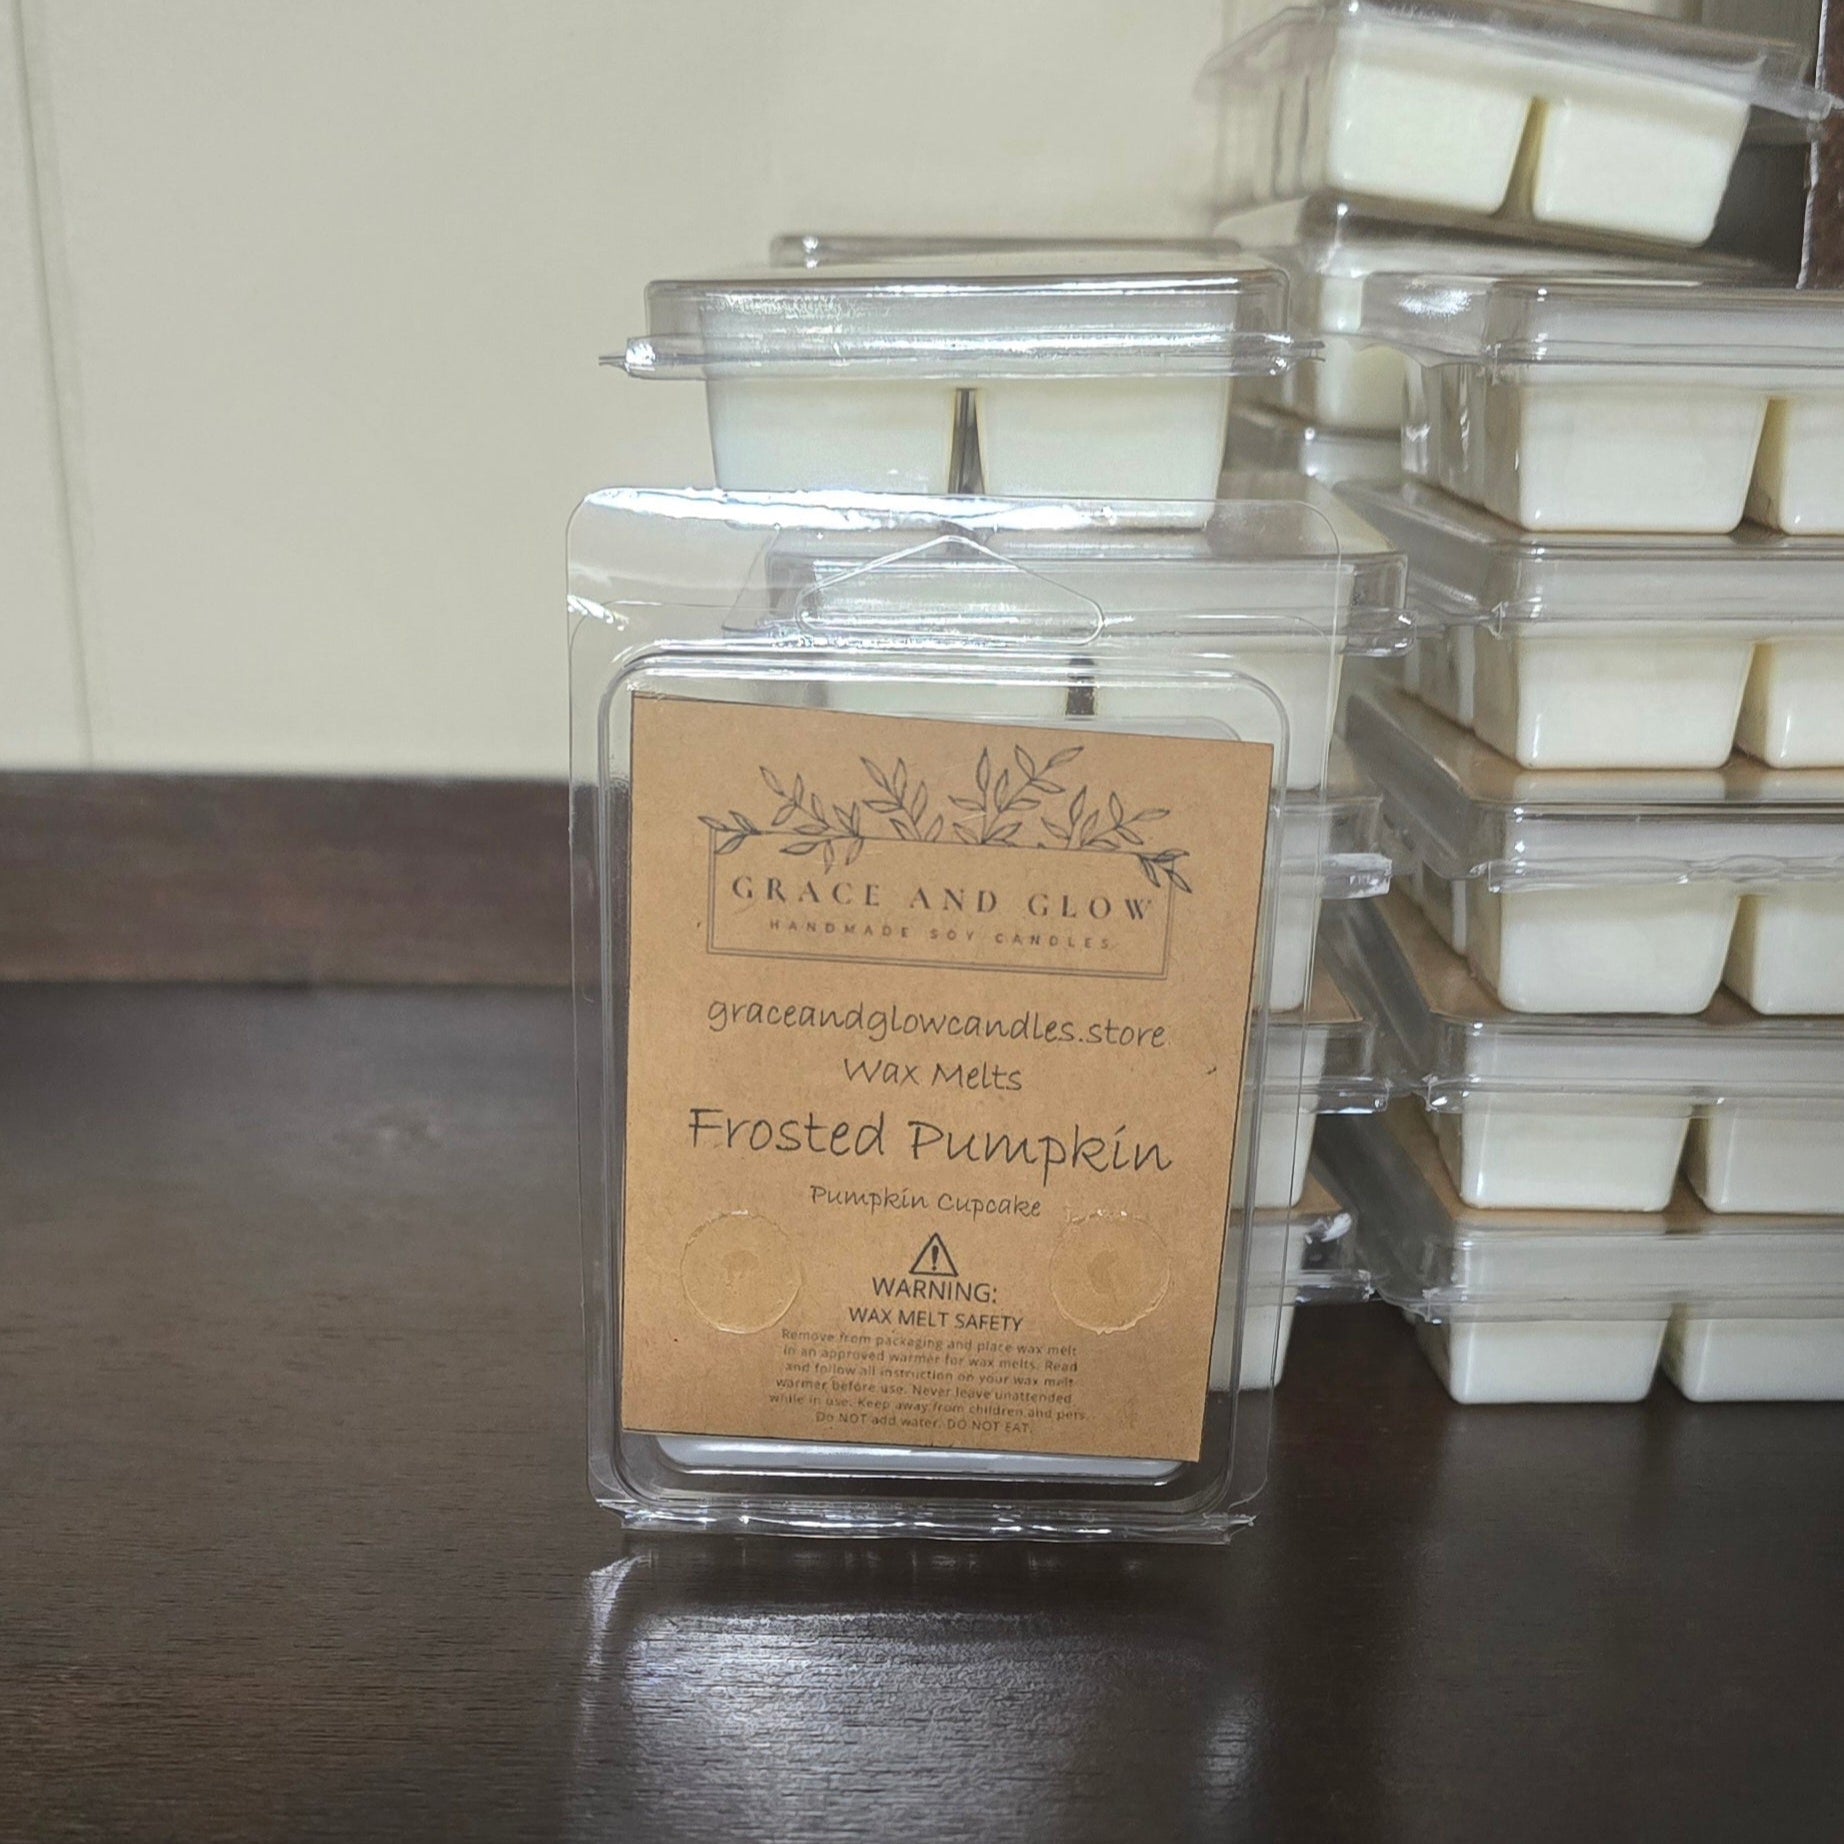 GRACE AND GLOW
HANDMADE SOY CANDLES
graceandglowcandles.store
Wax Melts
Frosted Pumpkin
Pumpkin Cupcake
WARNING:
WAX MELT SAFETY
Remove from packaging and place wax melt
in an approved warmer for wax melts. Read
and follow all instruction on your wax melt
warmer before use. Never leave unattended
while in use. Keep away from children and pets.
Do NOT add water. DO NOT EAT.